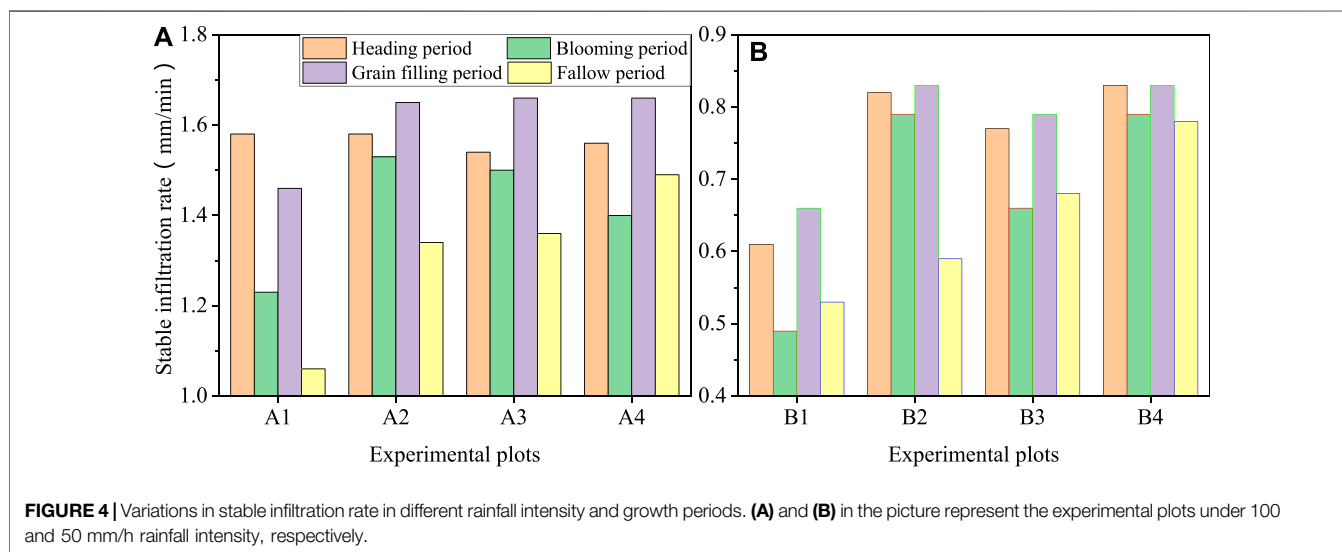 A
Heading period
Blooming period
Grain filling period
Fallow period
Stable infiltration rate ( mm/min )
1.8
1.6
1.4
1.2
1.0
A1 A2 A3 A4
Experimental plots
B
0.9
0.8
0.7
0.6
0.5
0.4
B1 B2 B3 B4
Experimental plots
FIGURE 4 | Variations in stable infiltration rate in different rainfall intensity and growth periods. (A) and (B) in the picture represent the experimental plots under 100
and 50 mm/h rainfall intensity, respectively.